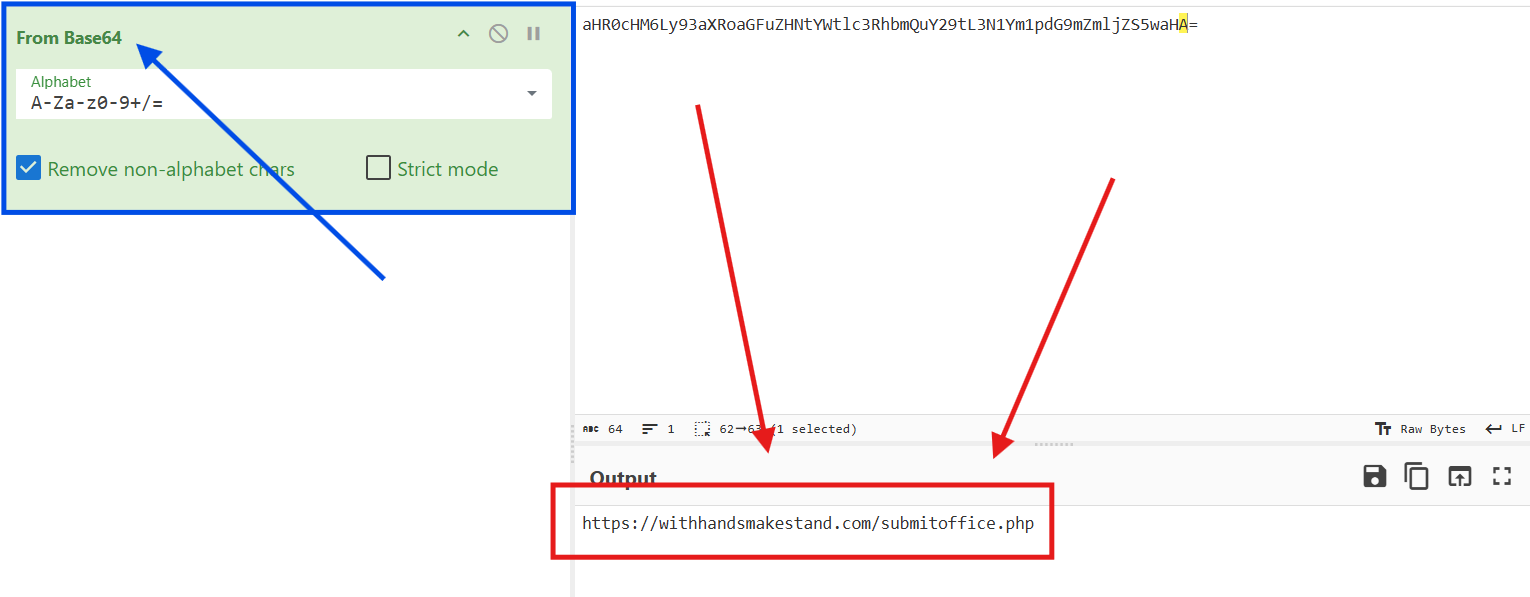 From Base64
Alphabet
A-Za-z0-9+/=
Remove non-alphabet chars
Strict mode
aHR0cHM6Ly93aXRoaGFuZHNtYWtlc3RhbmQuY29tL3N1Ym1pdG9mZmljZS5waHA=
ABC 64 1 62→63 (1 selected)
Tт Raw Bytes LF
Output
https://withhandsmakestand.com/submitoffice.php